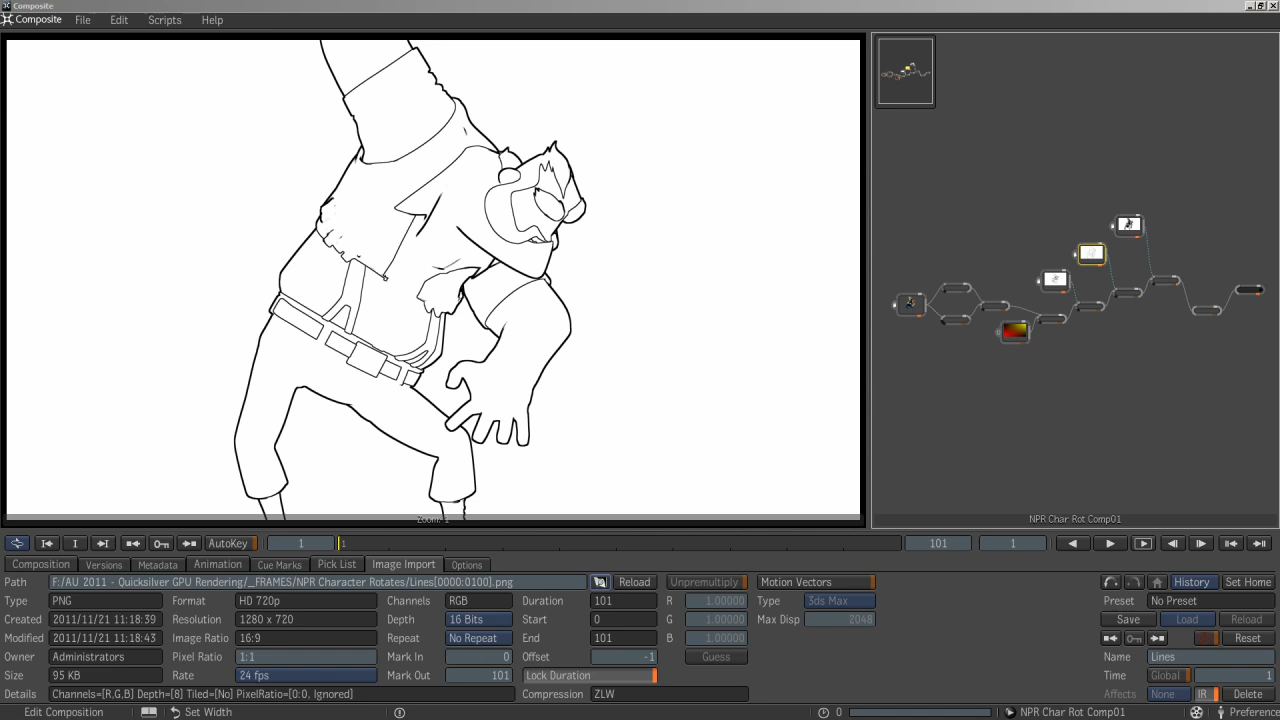 Composite
Composite File Edit Scripts Help
Zoom: 1
NPR Char Rot Comp01
AutoKey 1 1 101 1
Composition Versions Metadata Animation Cue Marks Pick List Image Import Options
Path F:/AU 2011 - Quicksilver GPU Rendering/_FRAMES/NPR Character Rotates/Lines[0000:0100].png Reload Unpremultiply Motion Vectors History Set Home
Type PNG Format HD 720p Channels RGB Duration 101 R 1.00000 Type 3ds Max Preset No Preset
Created 2011/11/21 11:18:39 Resolution 1280 x 720 Depth 16 Bits Start 0 G 1.00000 Max Disp 2048 Save Load Reload
Modified 2011/11/21 11:18:43 Image Ratio 16:9 Repeat No Repeat End 101 B 1.00000 Reset
Owner Administrators Pixel Ratio 1:1 Mark In 0 Offset -1 Guess Name Lines
Size 95 KB Rate 24 fps Mark Out 101 Lock Duration Time Global 1
Details Channels=[R,G,B] Depth=[8] Tiled=[No] PixelRatio=[0:0, Ignored] Compression ZLW Affects None IR Delete
Edit Composition Set Width 0 NPR Char Rot Comp01 Preference